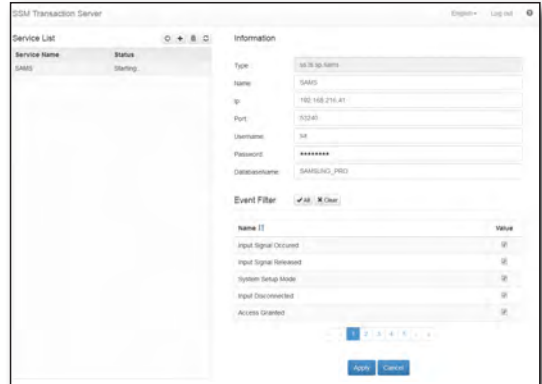 SSM Transaction Server
English
Log out
Service List
Service Name Status
SAMS Starting
Information
Type:
Name: SAMS
Ip: 192.168.216.41
Port:
Username: sa
Password: ********
DatabaseName: SAMSUNG_PRO
Event Filter All Clear
Name Value
Input Signal Occured
Input Signal Released
System Setup Mode
Input Disconnected
Access Granted
‹ 1 2 3 4 5 ›
Apply Cancel